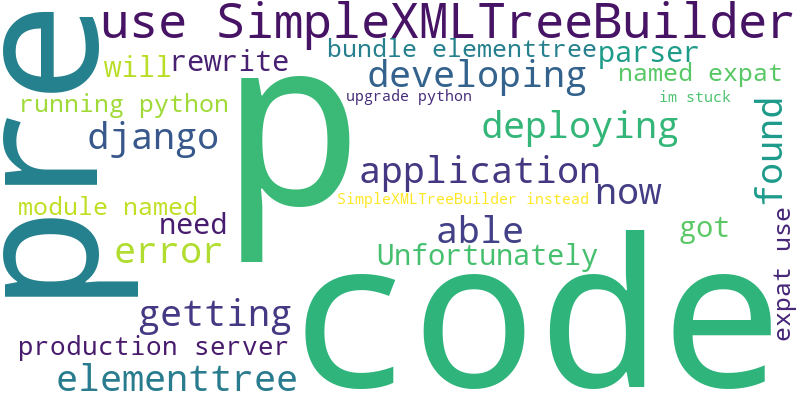 pre
use SimpleXMLTreeBuilder
bundle elementtree
parser
will
rewrite
developing
named expat
running python
upgrade python
im stuck
p
django
deploying
found
application
now
module named
SimpleXMLTreeBuilder instead
need
able
got
error
Unfortunately
expat use
getting
code
production server
elementtree